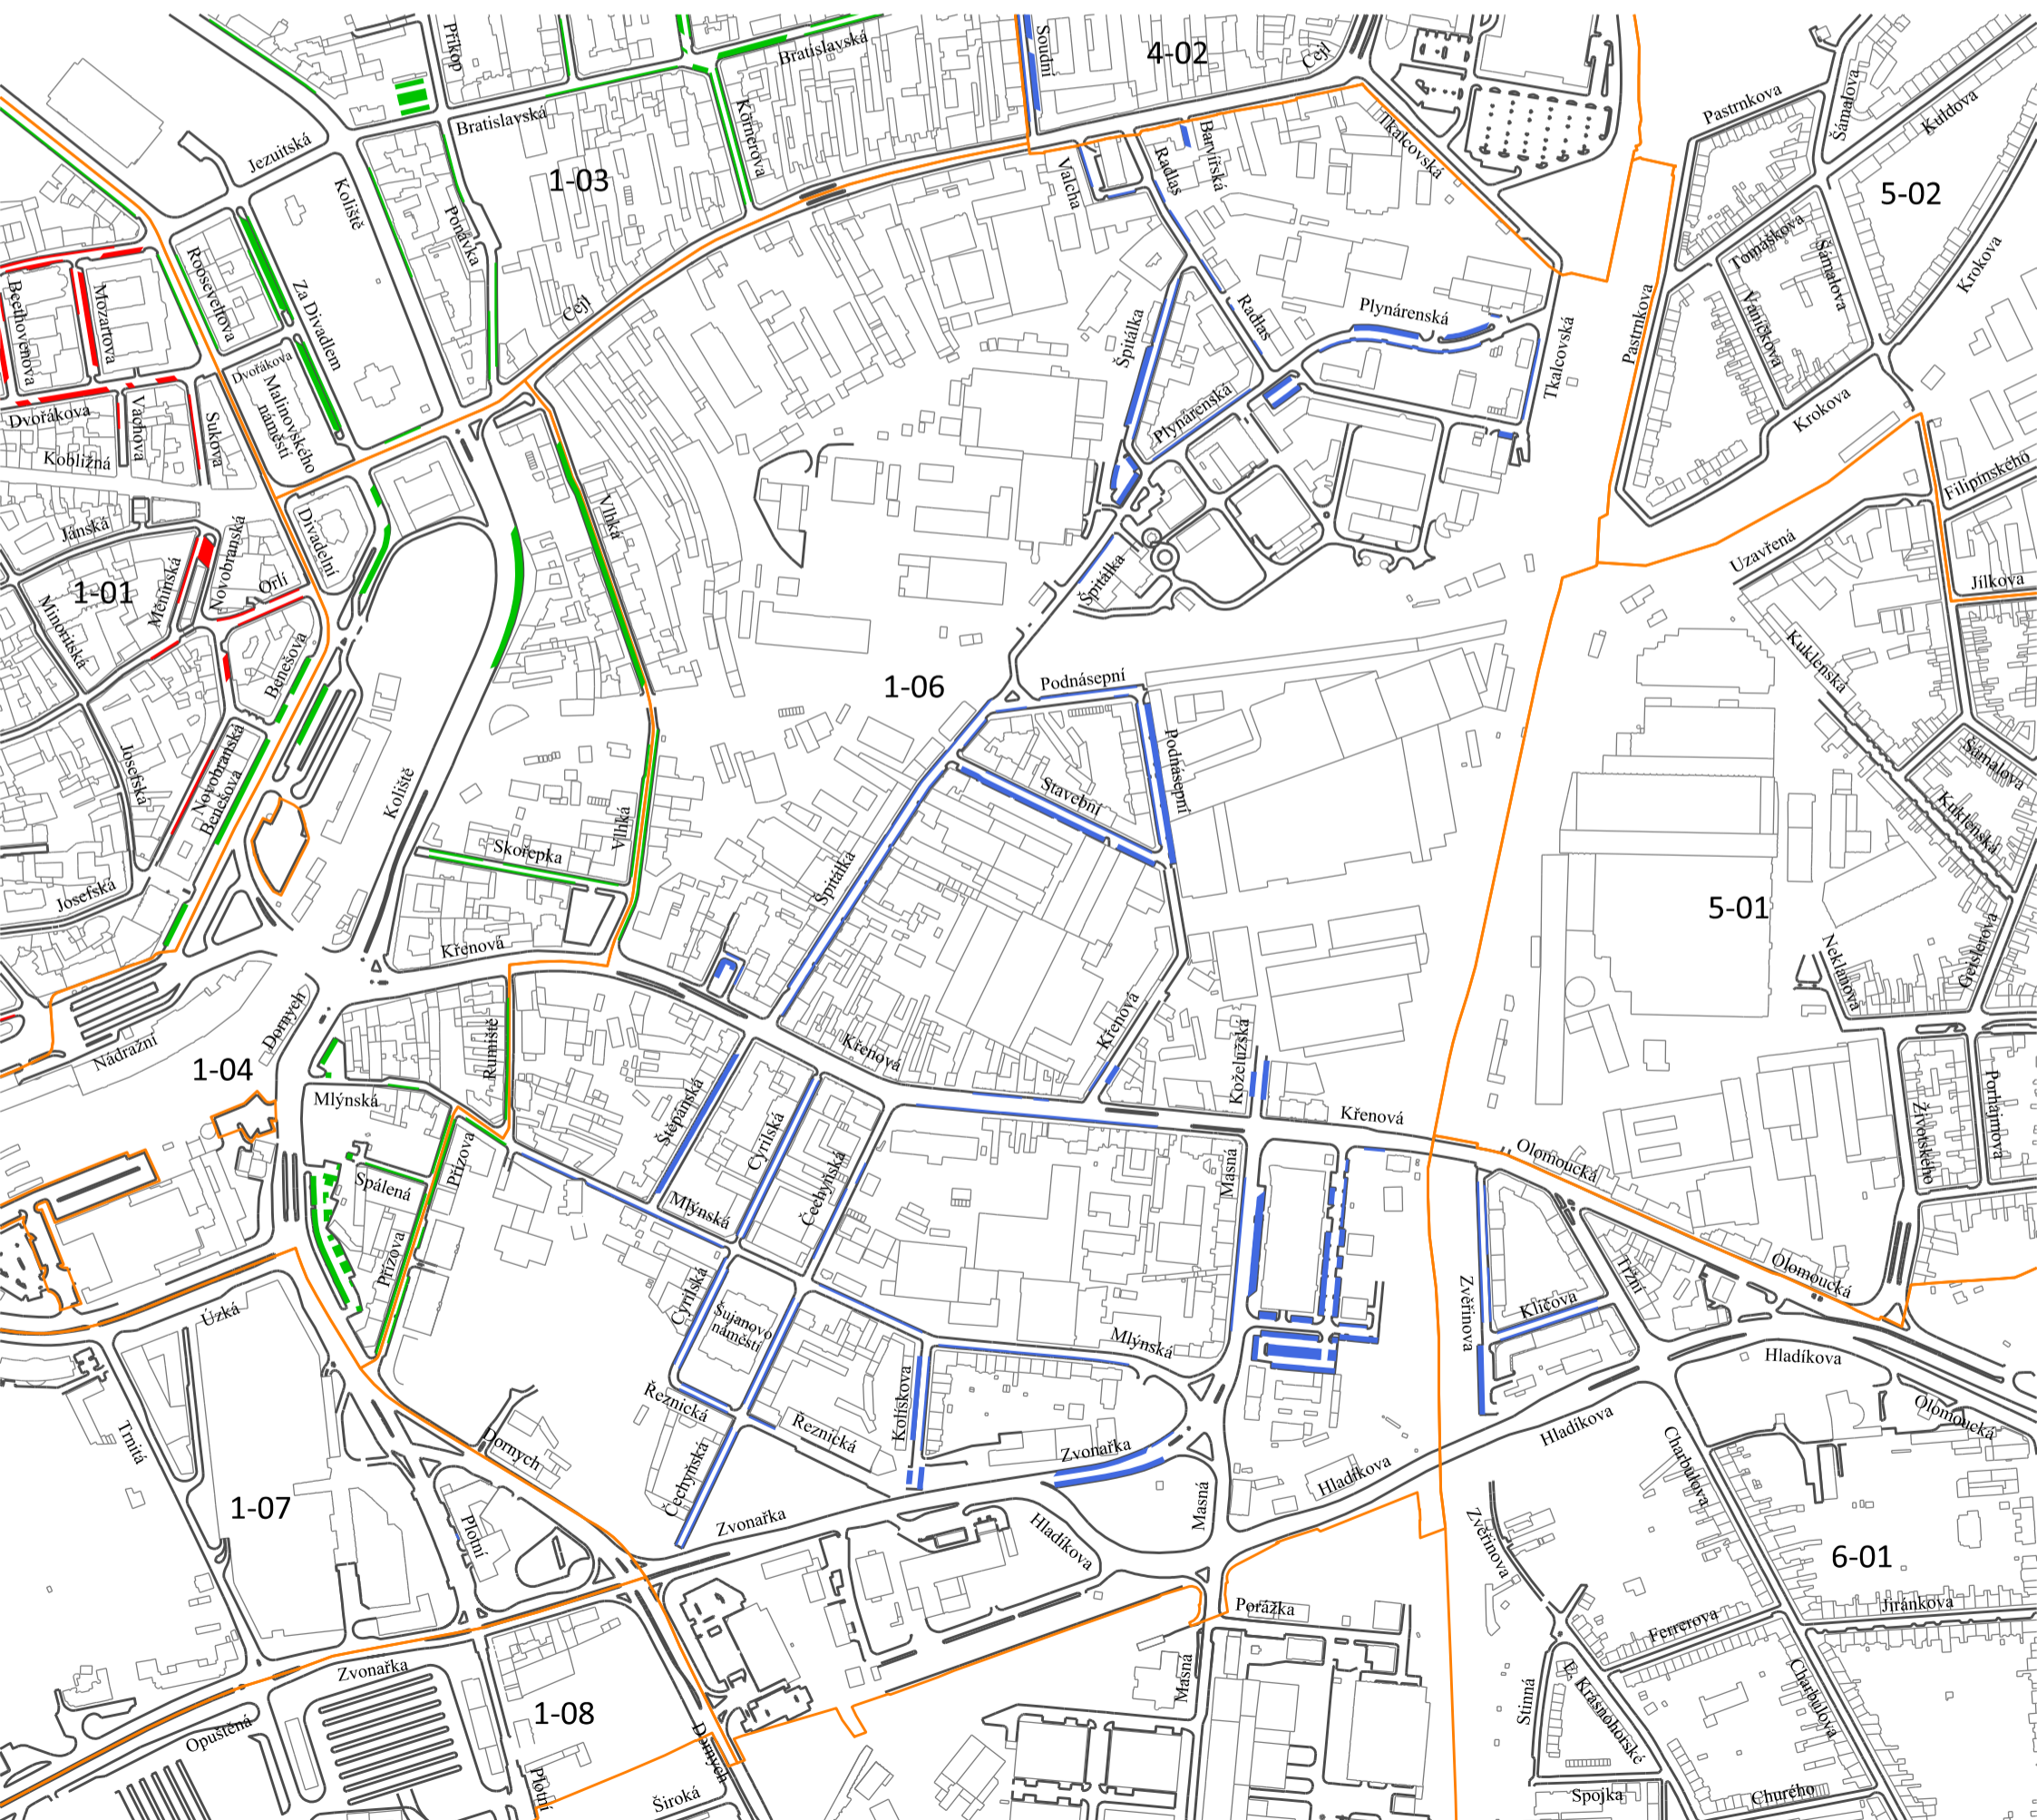 Příkop
Bratislavská
Soudní
4-02
Cejl
Pastrnkova
Šámalova
Kuldova
Jezuitská
Koliště
Bratislavská
Körnerova
1-03
Valcha
Radlas
Barvířská
Tkalcovská
5-02
Ponávka
Tomáškova
Šámalova
Krokova
Beethovenova
Mozartova
Rooseveltova
Za Divadlem
Cejl
Špitálka
Radlas
Plynárenská
Tkalcovská
Pastrnkova
Vaníčkova
Krokova
Dvořákova
Malinovského
náměstí
Dvořákova
Vachova
Sukova
Kobližná
Plynárenská
Filipínského
Jánská
Novobranská
Divadelní
Vlhká
Uzavřená
Jílkova
1-01
Měnínská
Orlí
Minoritská
Benešova
Špitálka
Kuklenská
1-06
Podnásepní
Podnásepní
Josefská
Novobranská
Benešova
Koliště
Vlhká
Stavební
Šámalova
Kuklenská
Skořepka
Špitálka
Josefská
5-01
Křenová
Neklanova
Geislerova
Nádražní
Dornych
1-04
Rumiště
Křenová
Křenová
Koželužská
Křenová
Mlýnská
Štěpánská
Cyrilská
Čechyňská
Přízova
Spálená
Mlýnská
Masná
Olomoucká
Životského
Porhajmova
Přízova
Úzká
Cyrilská
Šujanovo
náměstí
Mlýnská
Zvěřinova
Klíčova
Tržní
Olomoucká
Hladíkova
Trnitá
Řeznická
Řeznická
Kolískova
Zvonařka
Hladíkova
Olomoucká
Dornych
Čechyňská
Hladíkova
Charbulova
1-07
Plotní
Zvonařka
Hladíkova
Masná
Zvěřinova
6-01
Porážka
Jiránkova
Ferrerova
Zvonařka
Masná
Stinná
E. Krásnohorské
Charbulova
1-08
Opuštěná
Dornych
Plotní
Široká
Spojka
Churého